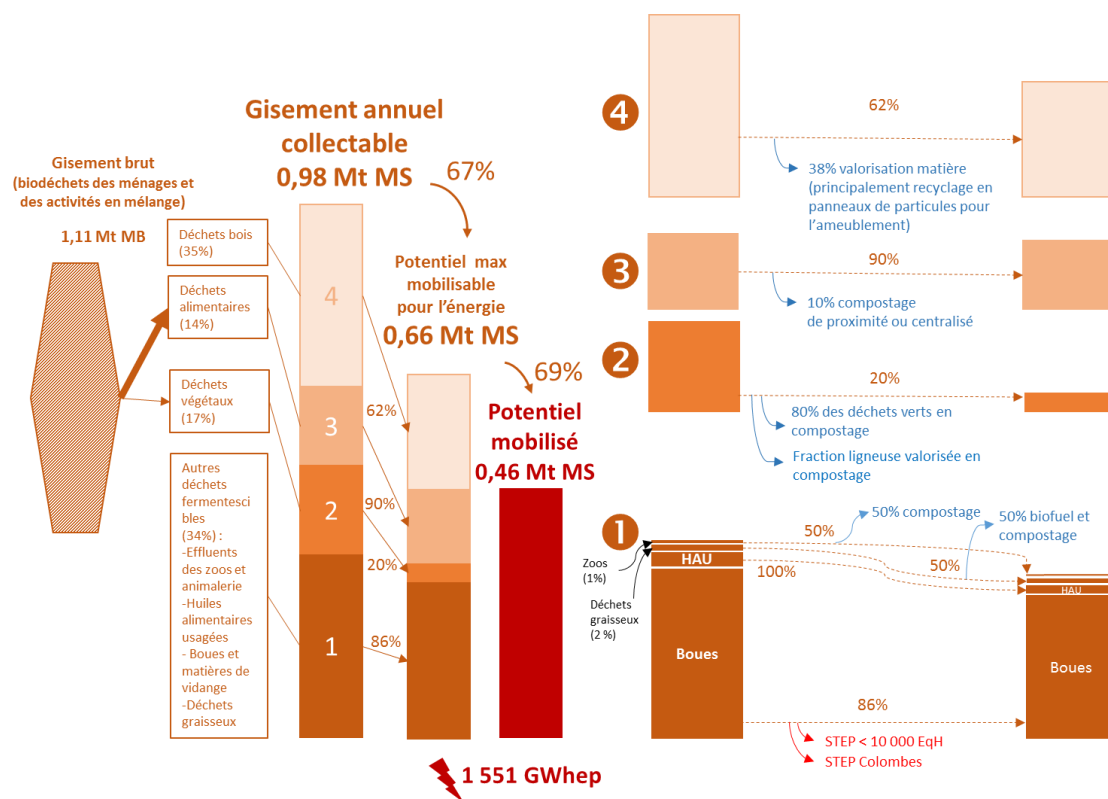 Gisement brut
(biodéchets des ménages et
des activités en mélange)
1,11 Mt MB
Déchets bois
(35%)
Déchets
alimentaires
(14%)
Déchets
végétaux
(17%)
Autres
déchets
fermentesci
bles
(34%) :
-Effluents
des zoos et
animalerie
-Huiles
alimentaires
usagées
- Boues et
matières de
vidange
-Déchets
graisseux
Gisement annuel
collectable
0,98 Mt MS
4
3
2
1
67%
Potentiel max
mobilisable
pour l'énergie
0,66 Mt MS
62%
90%
20%
86%
69%
Potentiel
mobilisé
0,46 Mt MS
1 551 GWhep
4
62%
38% valorisation matière
(principalement recyclage en
panneaux de particules pour
l'ameublement)
3
90%
10% compostage
de proximité ou centralisé
2
20%
80% des déchets verts en
compostage
Fraction ligneuse valorisée en
compostage
1
50% compostage
50% biofuel et
compostage
50%
50%
100%
Zoos
(1%)
Déchets
graisseux
(2 %)
HAU
Boues
HAU
Boues
86%
STEP < 10 000 EqH
STEP Colombes